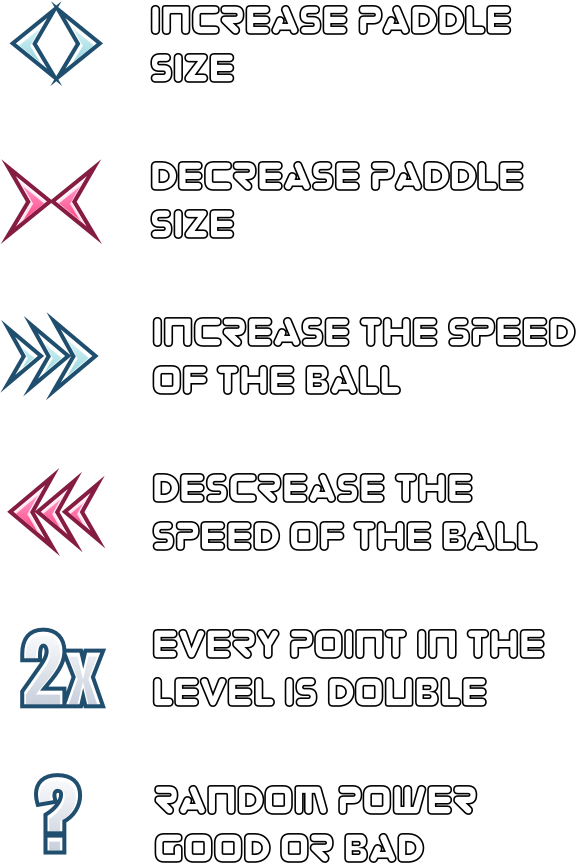 INCREASE PADDLE
SIZE
DECREASE PADDLE
SIZE
INCREASE THE SPEED
OF THE BALL
DESCREASE THE
SPEED OF THE BALL
2x
EVERY POINT IN THE
LEVEL IS DOUBLE
?
RANDOM POWER
GOOD OR BAD